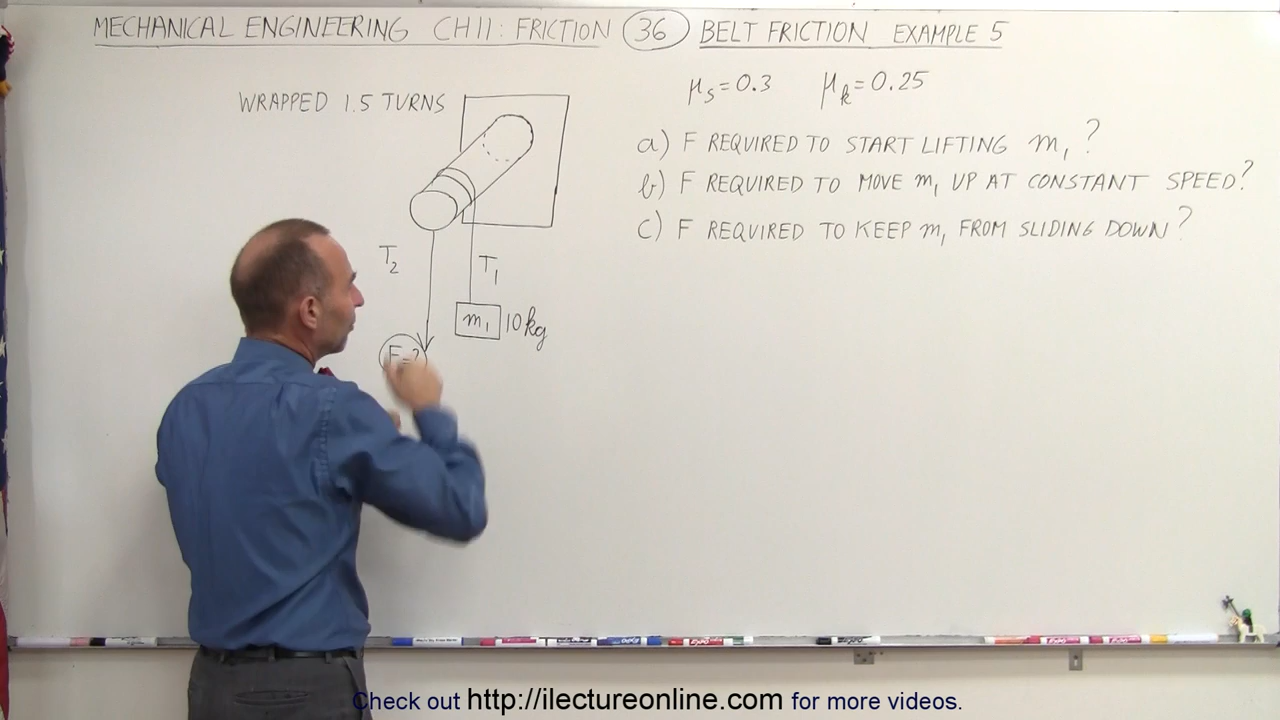 MECHANICAL ENGINEERING CH 11: FRICTION 36 BELT FRICTION EXAMPLE 5
μs = 0.3 μk = 0.25
WRAPPED 1.5 TURNS
a) F REQUIRED TO START LIFTING m1?
b) F REQUIRED TO MOVE m1 UP AT CONSTANT SPEED?
c) F REQUIRED TO KEEP m1 FROM SLIDING DOWN?
T2
T1
m1 10 kg
F=?
Check out http://ilectureonline.com for more videos.